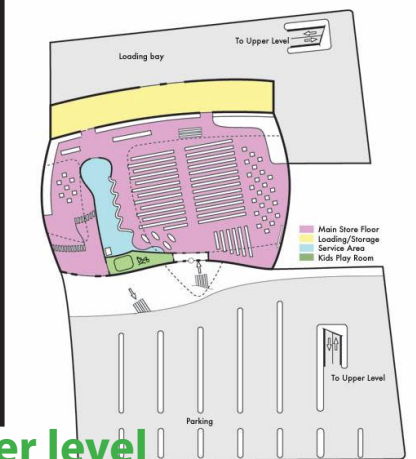 To Upper Level
Loading bay
Main Store Floor
Loading/Storage
Service Area
Kids Play Room
To Upper Level
Parking
er level